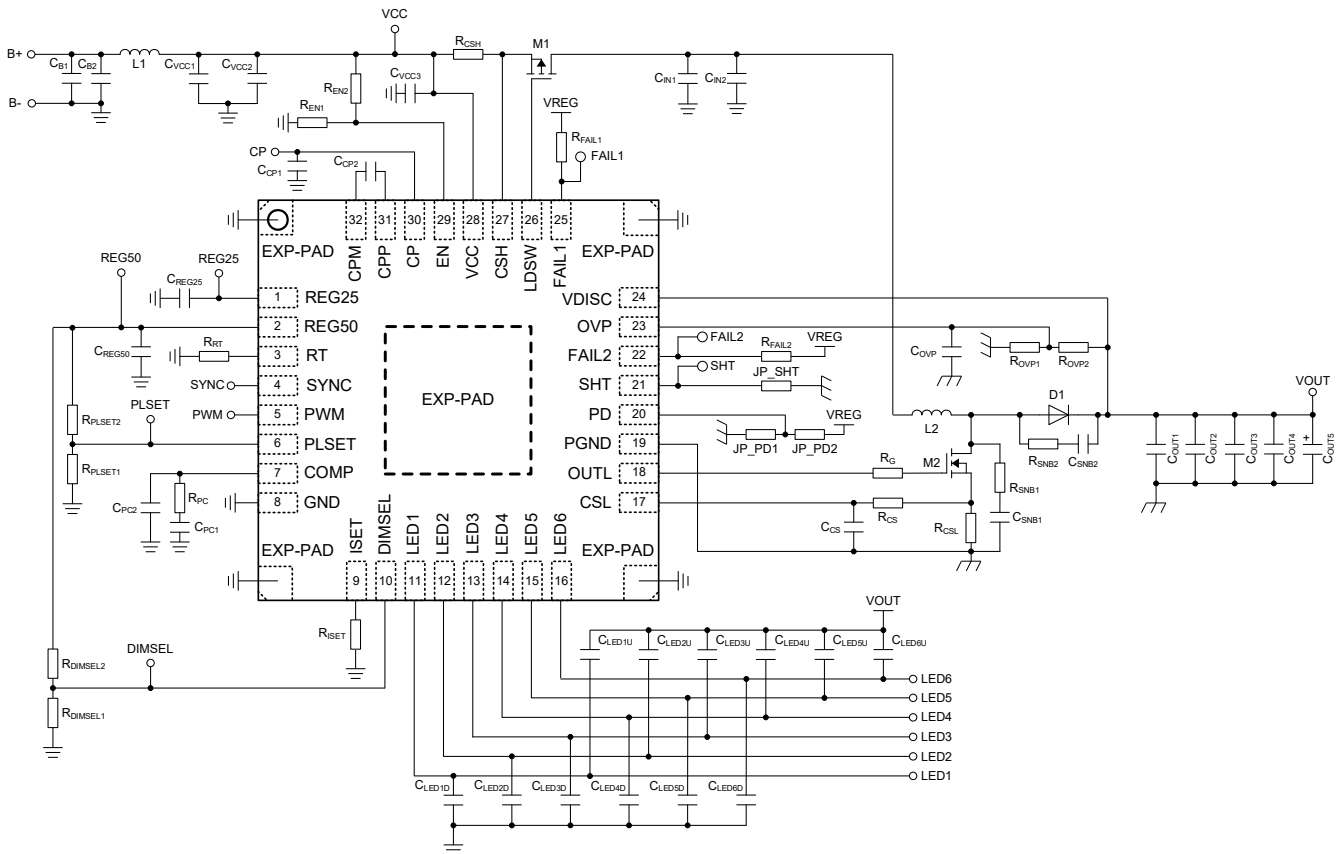 VCC
B+
CB1
CB2
L1
CVCC1
CVCC2
REN2
CVCC3
RCSH
M1
CIN1
CIN2
B-
REN1
VREG
RFAIL1
FAIL1
CP
CCP1
CCP2
32
31
30
29
28
27
26
25
EXP-PAD
CPM
CPP
CP
EN
VCC
CSH
LDSW
FAIL1
EXP-PAD
REG50
REG25
CREG25
1 REG25
2 REG50
3 RT
4 SYNC
5 PWM
6 PLSET
7 COMP
8 GND
CREG50
RRT
SYNC
PWM
PLSET
RPLSET2
RPLSET1
CPC2
RPC
CPC1
EXP-PAD
VDISC 24
OVP 23
FAIL2 22
SHT 21
PD 20
PGND 19
OUTL 18
CSL 17
FAIL2
RFAIL2
VREG
SHT
JP_SHT
VREG
JP_PD1
JP_PD2
COVP
ROVP1
ROVP2
L2
D1
RSNB2
CSNB2
VOUT
COUT1
COUT2
COUT3
COUT4
+
COUT5
RG
M2
RSNB1
CSNB1
RCS
CCS
RCSL
EXP-PAD
ISET
DIMSEL
LED1
LED2
LED3
LED4
LED5
LED6
EXP-PAD
9
10
11
12
13
14
15
16
RISET
DIMSEL
RDIMSEL2
RDIMSEL1
VOUT
CLED1U
CLED2U
CLED3U
CLED4U
CLED5U
CLED6U
LED6
LED5
LED4
LED3
LED2
LED1
CLED1D
CLED2D
CLED3D
CLED4D
CLED5D
CLED6D